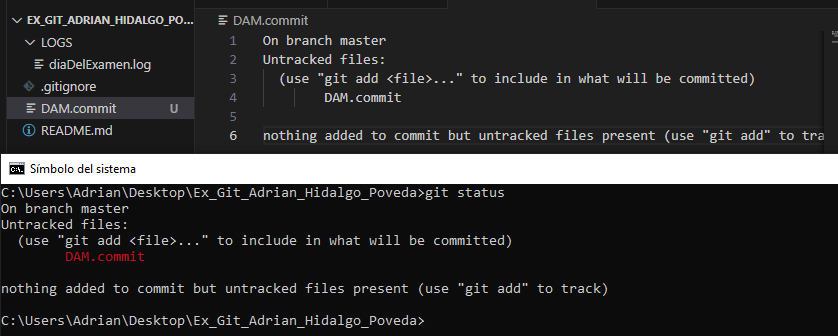 EX_GIT_ADRIAN_HIDALGO_PO...
LOGS
diaDelExamen.log
.gitignore
DAM.commit U
README.md
DAM.commit
1 On branch master
2 Untracked files:
3 (use "git add <file>..." to include in what will be committed)
4 DAM.commit
5
6 nothing added to commit but untracked files present (use "git add" to tra
Símbolo del sistema
C:\Users\Adrian\Desktop\Ex_Git_Adrian_Hidalgo_Poveda>git status
On branch master
Untracked files:
(use "git add <file>..." to include in what will be committed)
DAM.commit
nothing added to commit but untracked files present (use "git add" to track)
C:\Users\Adrian\Desktop\Ex_Git_Adrian_Hidalgo_Poveda>